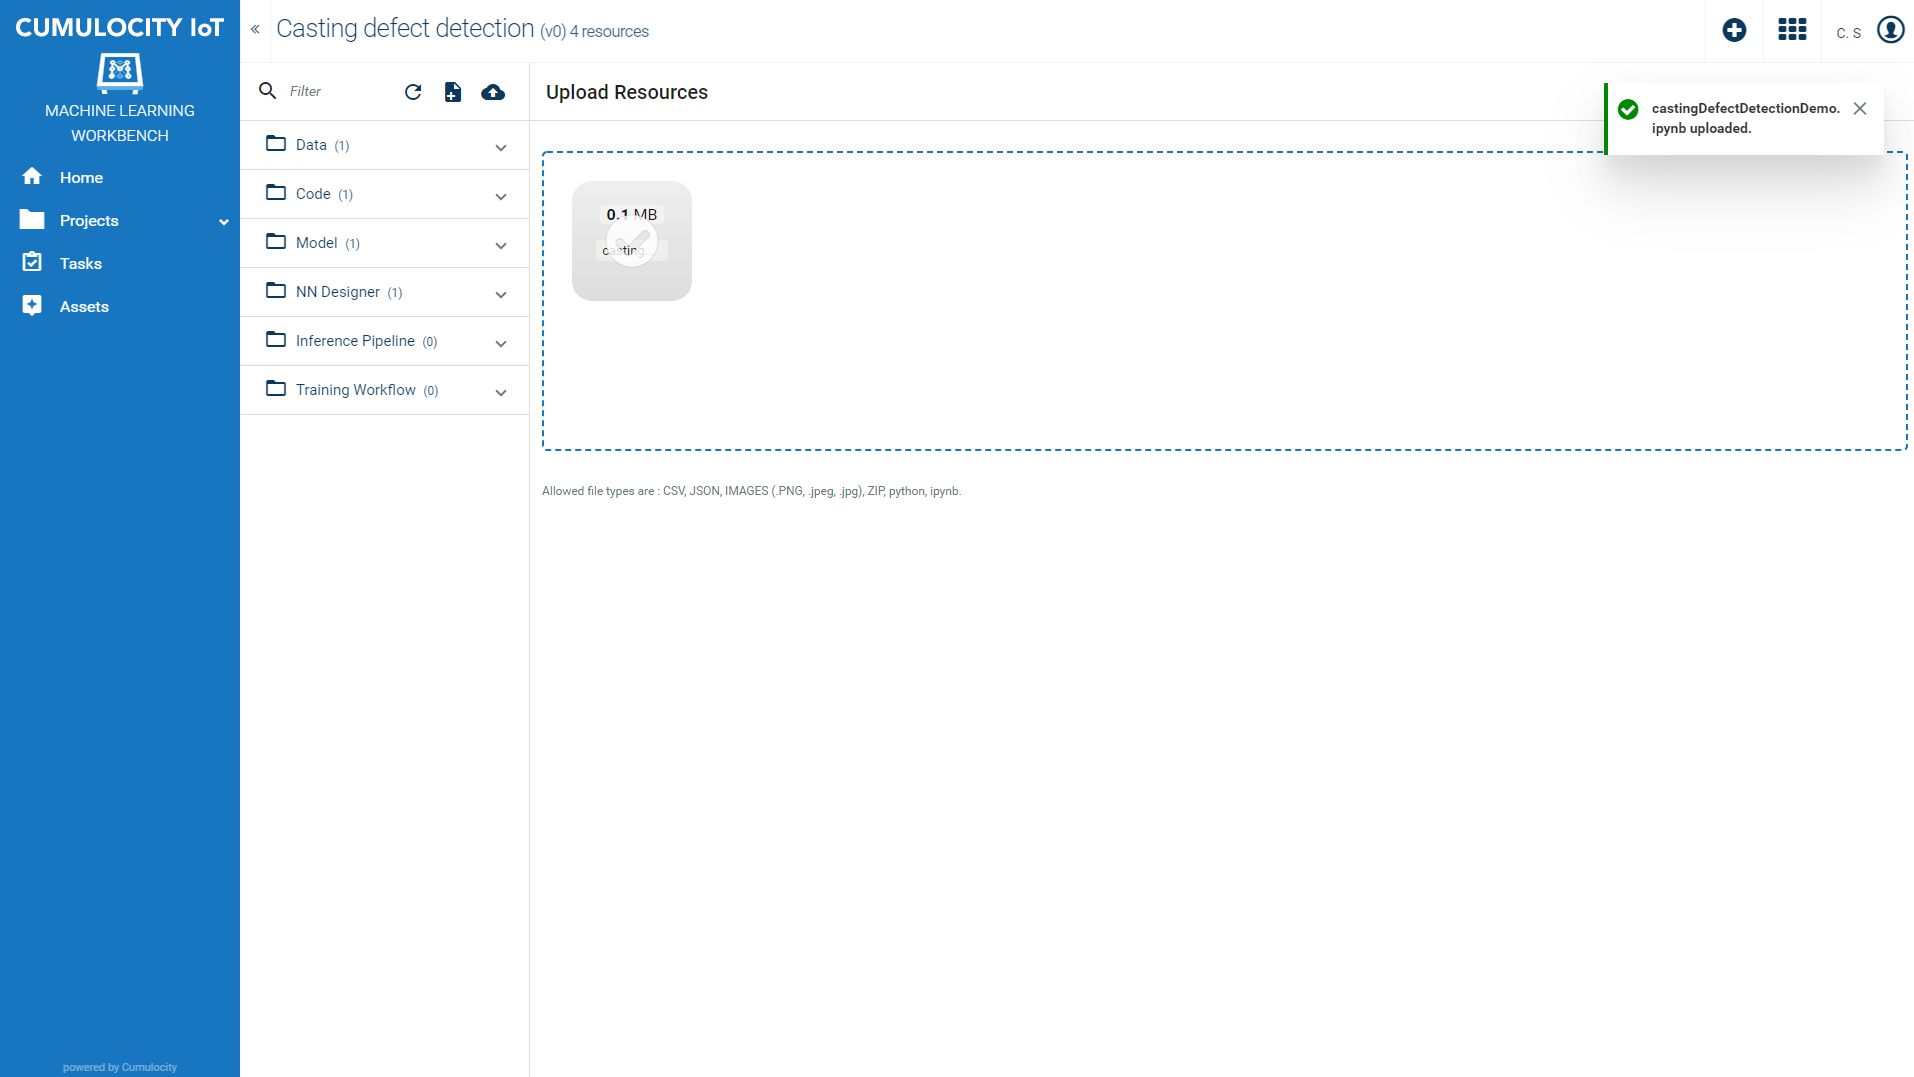 CUMULOCITY IoT
MACHINE LEARNING
WORKBENCH
Home
Projects
Tasks
Assets
powered by Cumulocity
«
Casting defect detection (v0) 4 resources
C. S
Filter
Data (1)
Code (1)
Model (1)
NN Designer (1)
Inference Pipeline (0)
Training Workflow (0)
Upload Resources
castingDefectDetectionDemo.
ipynb uploaded.
0.1 MB
casting...
Allowed file types are : CSV, JSON, IMAGES (.PNG, .jpeg, .jpg), ZIP, python, ipynb.